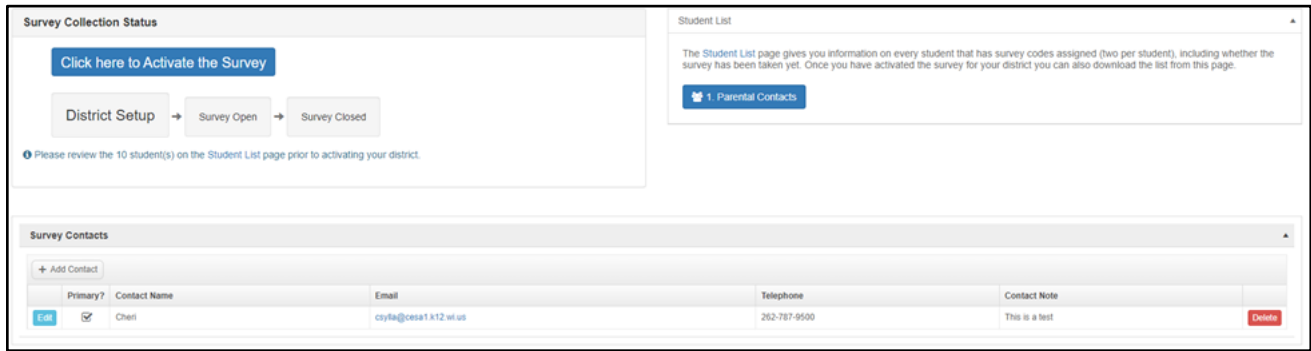 Survey Collection Status
Click here to Activate the Survey
District Setup
Survey Open
Survey Closed
Please review the 10 student(s) on the Student List page prior to activating your district.
Student List
The Student List page gives you information on every student that has survey codes assigned (two per student), including whether the
survey has been taken yet. Once you have activated the survey for your district you can also download the list from this page.
1. Parental Contacts
Survey Contacts
+ Add Contact
Primary? Contact Name Email Telephone Contact Note
Edit Cheri csylla@cesa1.k12.wi.us 262-787-9500 This is a test Delete